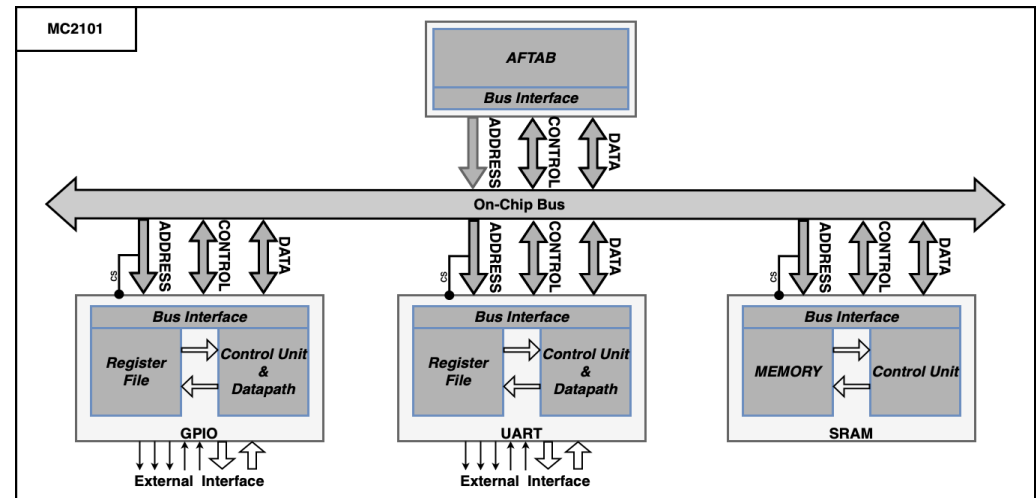 MC2101
AFTAB
Bus Interface
ADDRESS
CONTROL
DATA
On-Chip Bus
CS
ADDRESS
CONTROL
DATA
CS
ADDRESS
CONTROL
DATA
CS
ADDRESS
CONTROL
DATA
Bus Interface
Register
File
Control Unit
&
Datapath
GPIO
External Interface
Bus Interface
Register
File
Control Unit
&
Datapath
UART
External Interface
Bus Interface
MEMORY
Control Unit
SRAM